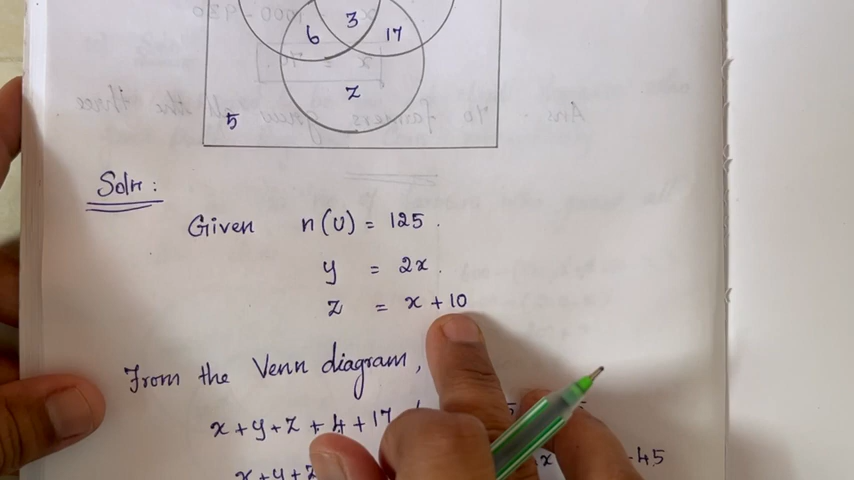 3
6 17
z
5
Soln :
Given n(U) = 125.
y = 2x.
z = x + 10
From the Venn diagram,
x + y + z + 4 + 17
x + y + z -45